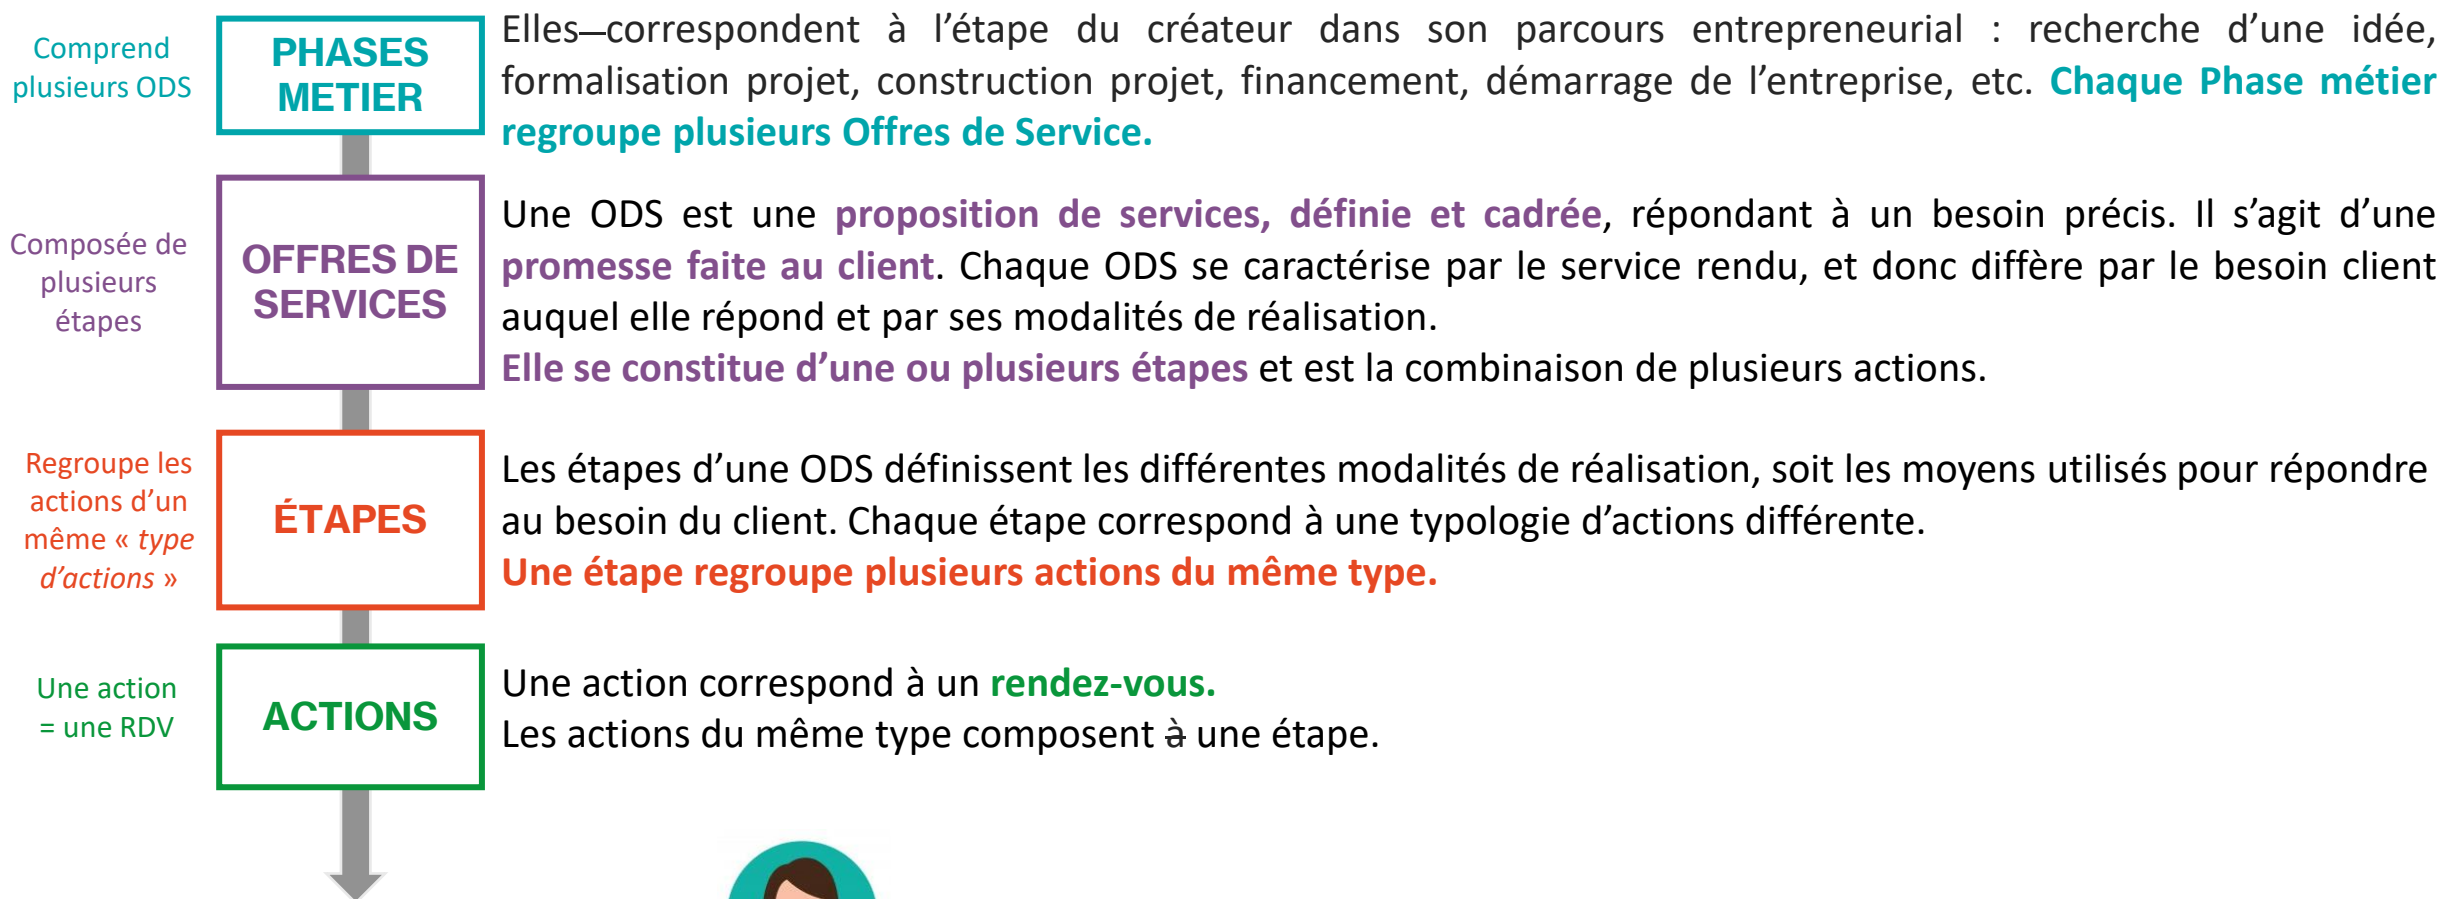 Comprend
plusieurs ODS
PHASES
METIER
Elles correspondent à l’étape du créateur dans son parcours entrepreneurial : recherche d’une idée,
formalisation projet, construction projet, financement, démarrage de l’entreprise, etc. Chaque Phase métier
regroupe plusieurs Offres de Service.
Composée de
plusieurs
étapes
OFFRES DE
SERVICES
Une ODS est une proposition de services, définie et cadrée, répondant à un besoin précis. Il s’agit d’une
promesse faite au client. Chaque ODS se caractérise par le service rendu, et donc diffère par le besoin client
auquel elle répond et par ses modalités de réalisation.
Elle se constitue d’une ou plusieurs étapes et est la combinaison de plusieurs actions.
Regroupe les
actions d’un
même « type
d’actions »
ÉTAPES
Les étapes d’une ODS définissent les différentes modalités de réalisation, soit les moyens utilisés pour répondre
au besoin du client. Chaque étape correspond à une typologie d’actions différente.
Une étape regroupe plusieurs actions du même type.
Une action
= une RDV
ACTIONS
Une action correspond à un rendez-vous.
Les actions du même type composent à une étape.